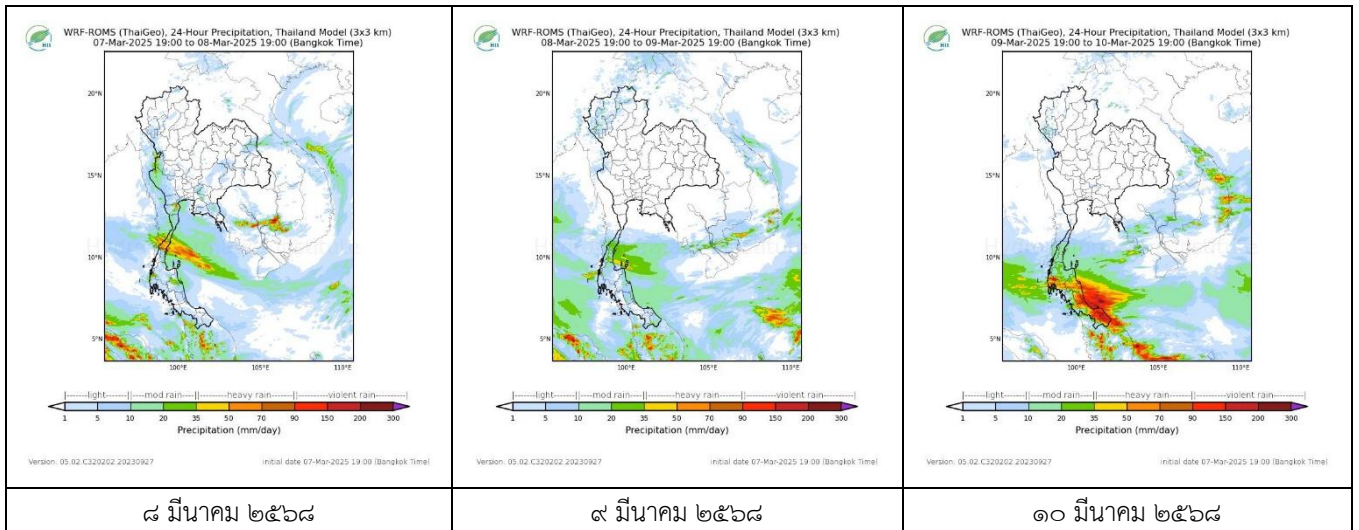 HII
WRF-ROMS (ThaiGeo), 24-Hour Precipitation, Thailand Model (3x3 km)
07-Mar-2025 19:00 to 08-Mar-2025 19:00 (Bangkok Time)
20°N
15°N
10°N
5°N
100°E 105°E 110°E
light mod rain heavy rain violent rain
1 5 10 20 35 50 70 90 150 200 300
Precipitation (mm/day)
Version: 05.02.C320202.20230927 initial date 07-Mar-2025 19:00 (Bangkok Time)
๘ มีนาคม ๒๕๖๘
HII
WRF-ROMS (ThaiGeo), 24-Hour Precipitation, Thailand Model (3x3 km)
08-Mar-2025 19:00 to 09-Mar-2025 19:00 (Bangkok Time)
20°N
15°N
10°N
5°N
100°E 105°E 110°E
light mod rain heavy rain violent rain
1 5 10 20 35 50 70 90 150 200 300
Precipitation (mm/day)
Version: 05.02.C320202.20230927 initial date 07-Mar-2025 19:00 (Bangkok Time)
๙ มีนาคม ๒๕๖๘
HII
WRF-ROMS (ThaiGeo), 24-Hour Precipitation, Thailand Model (3x3 km)
09-Mar-2025 19:00 to 10-Mar-2025 19:00 (Bangkok Time)
20°N
15°N
10°N
5°N
100°E 105°E 110°E
light mod rain heavy rain violent rain
1 5 10 20 35 50 70 90 150 200 300
Precipitation (mm/day)
Version: 05.02.C320202.20230927 initial date 07-Mar-2025 19:00 (Bangkok Time)
๑๐ มีนาคม ๒๕๖๘